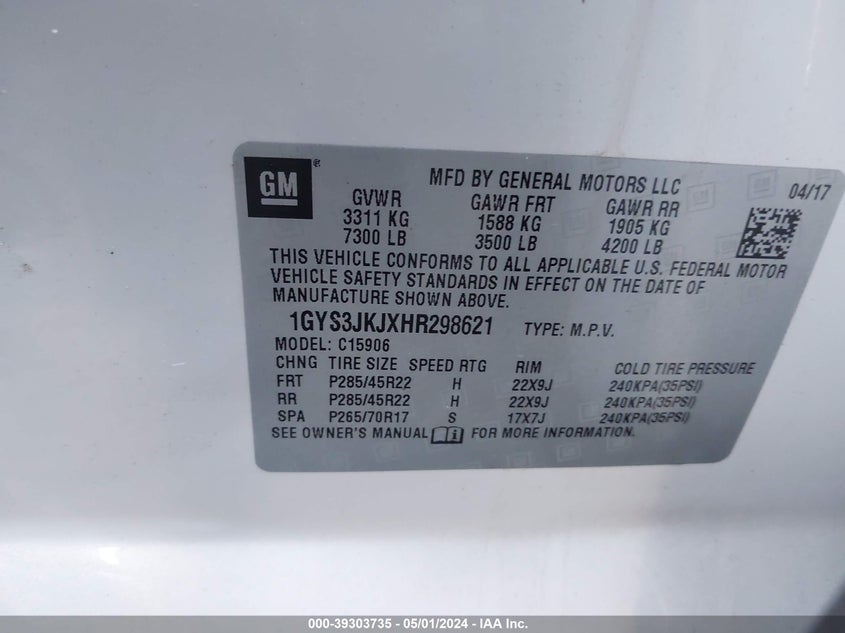 GM
MFD BY GENERAL MOTORS LLC 04/17
GVWR GAWR FRT GAWR RR
3311 KG 1588 KG 1905 KG
7300 LB 3500 LB 4200 LB
THIS VEHICLE CONFORMS TO ALL APPLICABLE U.S. FEDERAL MOTOR
VEHICLE SAFETY STANDARDS IN EFFECT ON THE DATE OF
MANUFACTURE SHOWN ABOVE.
1GYS3JKJXHR298621 TYPE: M.P.V.
MODEL: C15906
CHNG TIRE SIZE SPEED RTG RIM COLD TIRE PRESSURE
FRT P285/45R22 H 22X9J 240KPA(35PSI)
RR P285/45R22 H 22X9J 240KPA(35PSI)
SPA P265/70R17 S 17X7J 240KPA(35PSI)
SEE OWNER'S MANUAL FOR MORE INFORMATION.
000-39303735 - 05/01/2024 - IAA Inc.